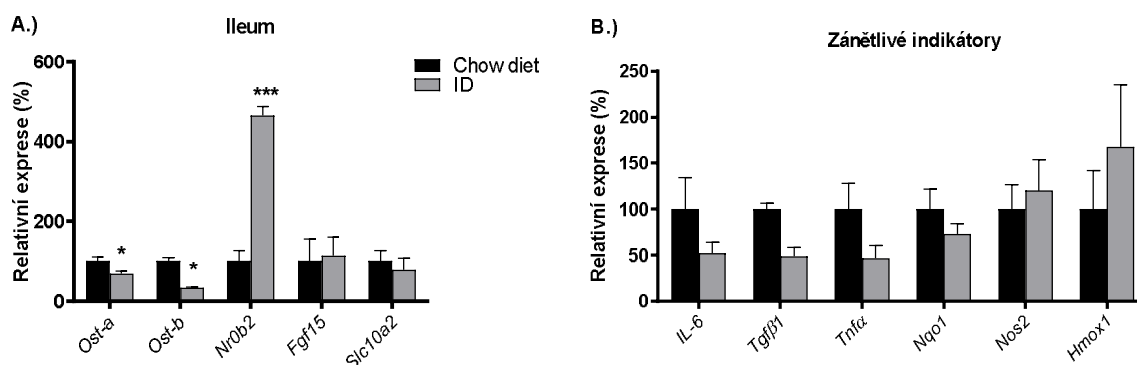 A.)
Ileum
Relativní exprese (%)
600
400
200
0
***
*
*
Ost-a
Ost-b
Nr0b2
Fgf15
Slc10a2
Chow diet
ID
B.)
Zánětlivé indikátory
Relativní exprese (%)
250
200
150
100
50
0
IL-6
Tgfβ1
Tnfα
Nqo1
Nos2
Hmox1